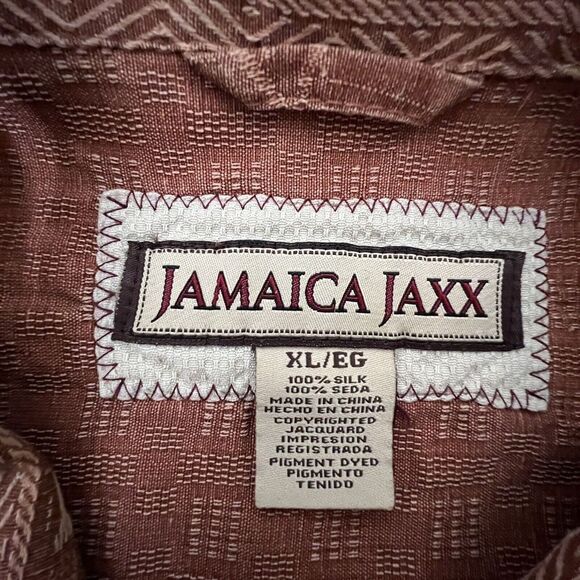 JAMAICA JAXX
XL/EG
100% SILK
100% SEDA
MADE IN CHINA
HECHO EN CHINA
COPYRIGHTED
JACQUARD
IMPRESION
REGISTRADA
PIGMENT DYED
PIGMENTO
TENIDO